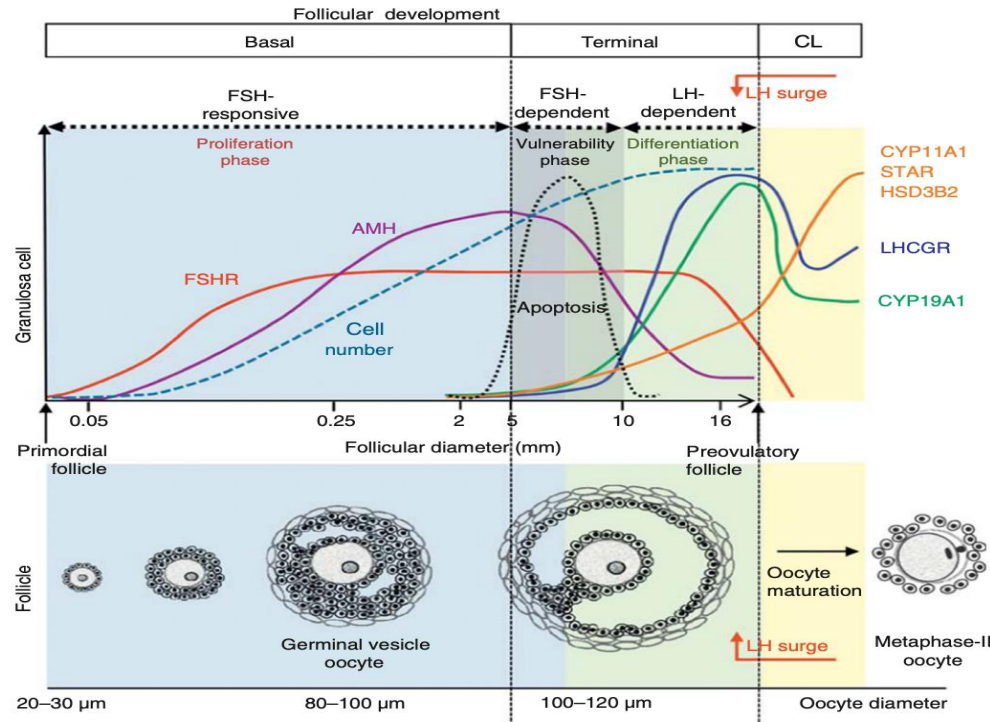 Follicular development
Basal
Terminal
CL
FSH-
responsive
FSH-
dependent
LH-
dependent
LH surge
Proliferation
phase
Vulnerability
phase
Differentiation
phase
Granulosa cell
AMH
FSHR
Cell
number
Apoptosis
CYP11A1
STAR
HSD3B2
LHCGR
CYP19A1
0.05
0.25
2
5
10
16
Primordial
follicle
Follicular diameter (mm)
Preovulatory
follicle
Follicle
Germinal vesicle
oocyte
Oocyte
maturation
LH surge
Metaphase-II
oocyte
20–30 µm
80–100 µm
100–120 µm
Oocyte diameter